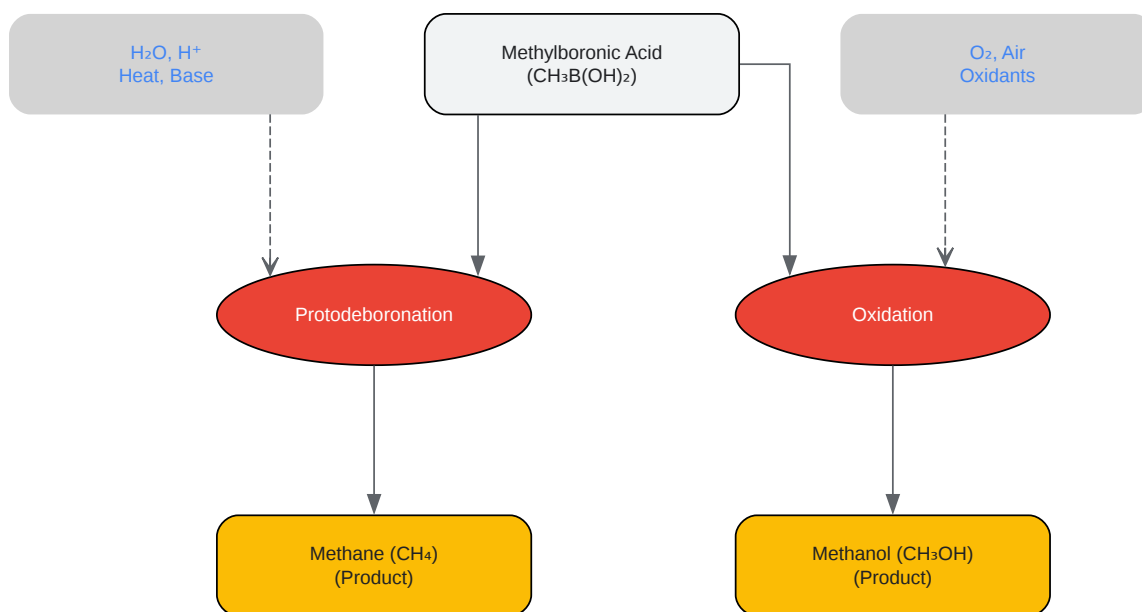 H₂O, H⁺
Heat, Base
Methylboronic Acid
(CH₃B(OH)₂)
O₂, Air
Oxidants
Protodeboronation
Oxidation
Methane (CH₄)
(Product)
Methanol (CH₃OH)
(Product)